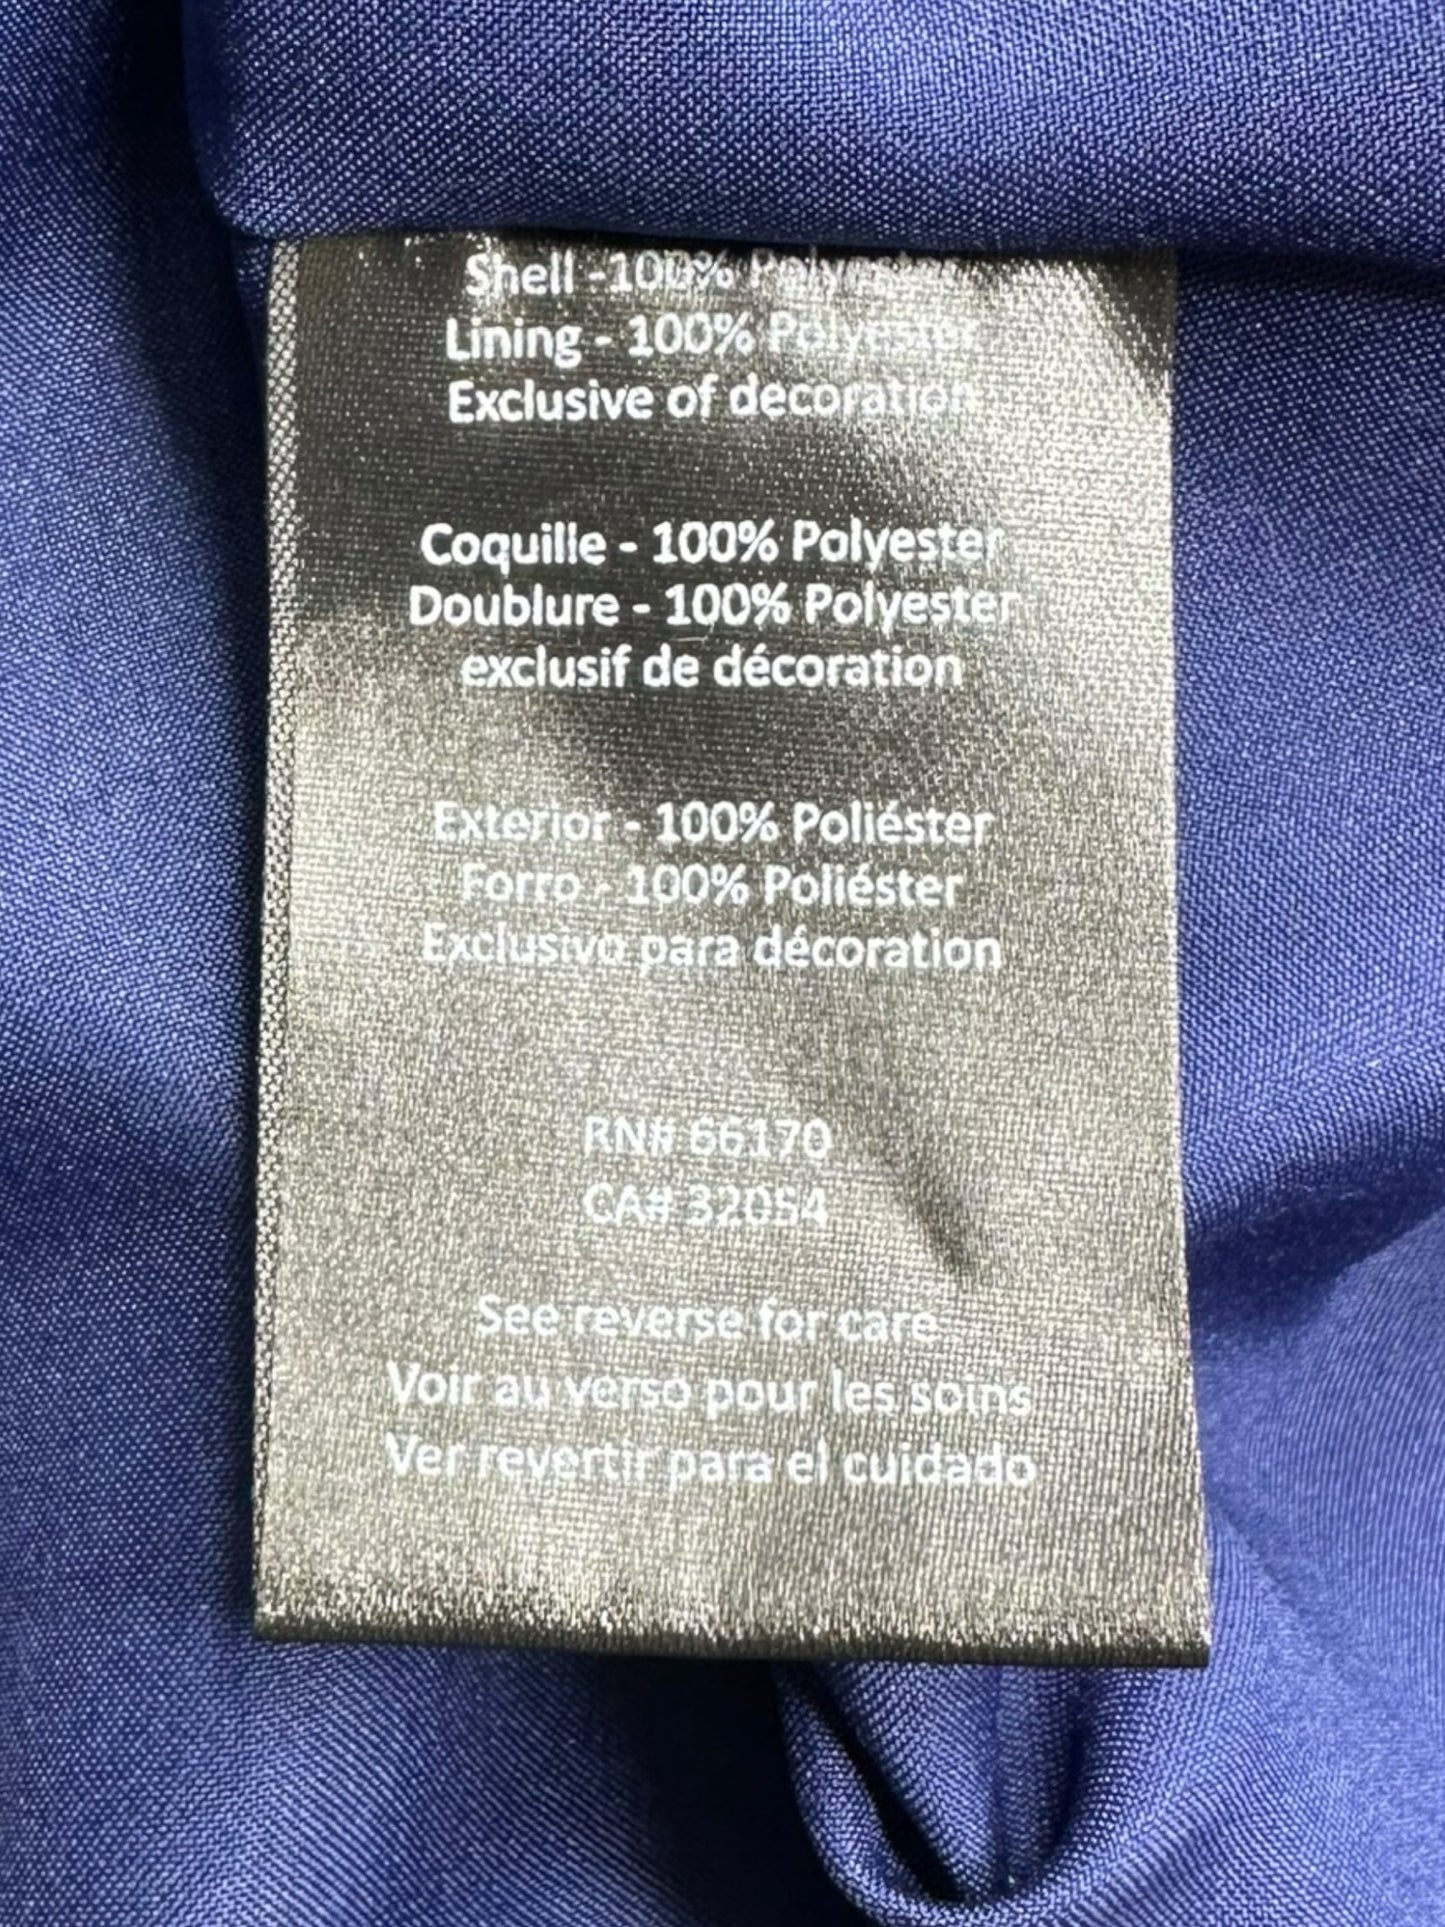 Shell -100% Polyester
Lining - 100% Polyester
Exclusive of decoration
Coquille - 100% Polyester
Doublure - 100% Polyester
exclusif de décoration
Exterior - 100% Poliéster
Forro - 100% Poliéster
Exclusivo para décoration
RN# 66170
CA# 32054
See reverse for care
Voir au verso pour les soins
Ver revertir para el cuidado